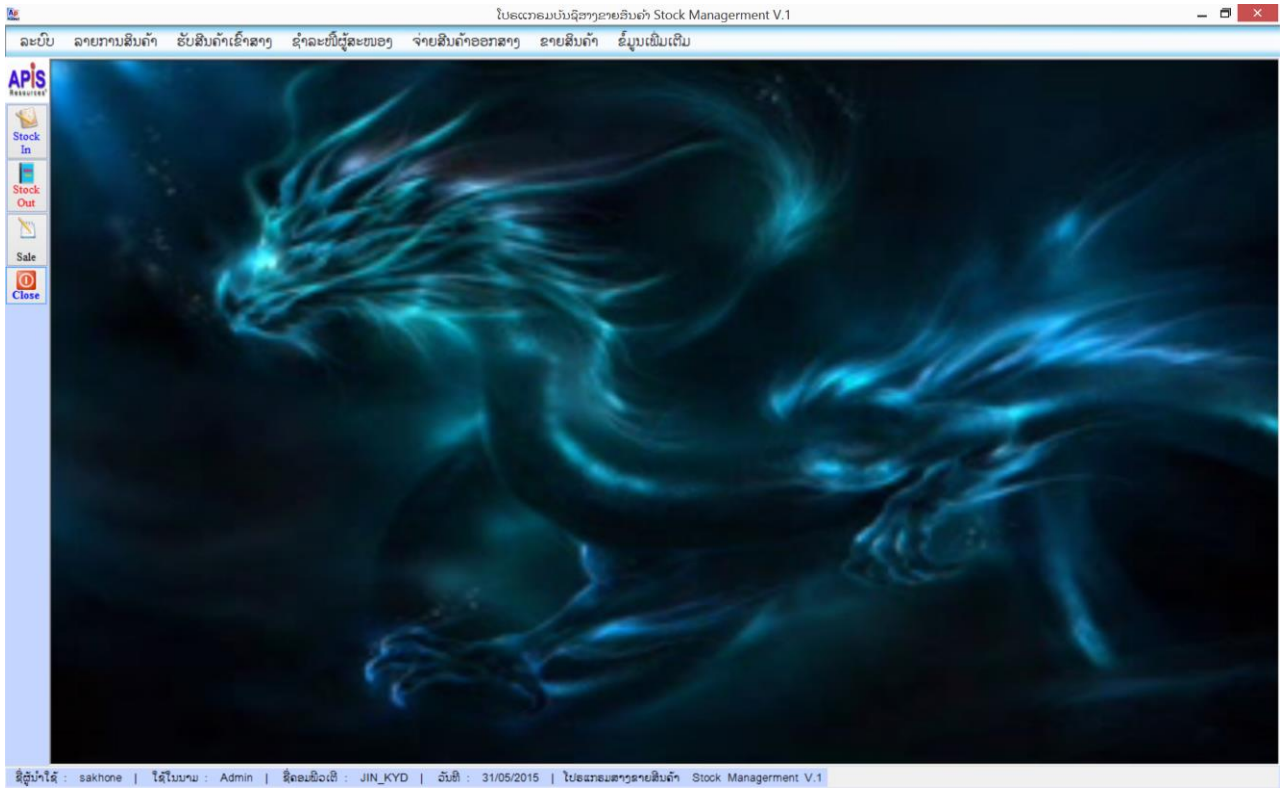 ໂປຣແກຣມບັນຊີສາງຂາຍສິນຄ້າ Stock Managerment V.1
ລະບົບ ລາຍການສິນຄ້າ ຮັບສິນຄ້າເຂົ້າສາງ ຊຳລະໜີ້ຜູ້ສະໜອງ ຈ່າຍສິນຄ້າອອກສາງ ຂາຍສິນຄ້າ ຂໍ້ມູນເພີ່ມເຕີມ
APIS
Resources
Stock
In
Stock
Out
Sale
Close
ຊື່ຜູ້ນຳໃຊ້ : sakhone | ໃຊ້ໃນນາມ : Admin | ຊື່ຄອມພິວເຕີ : JIN_KYD | ວັນທີ : 31/05/2015 | ໂປຣແກຣມສາງຂາຍສິນຄ້າ Stock Managerment V.1